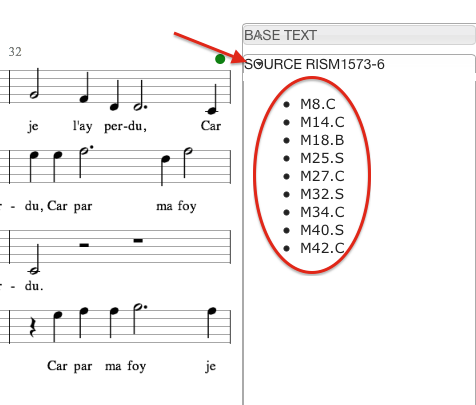 32
je l'ay per-du, Car
- du, Car par ma foy
- du.
Car par ma foy je
BASE TEXT
SOURCE RISM1573-6
M8.C
M14.C
M18.B
M25.S
M27.C
M32.S
M34.C
M40.S
M42.C